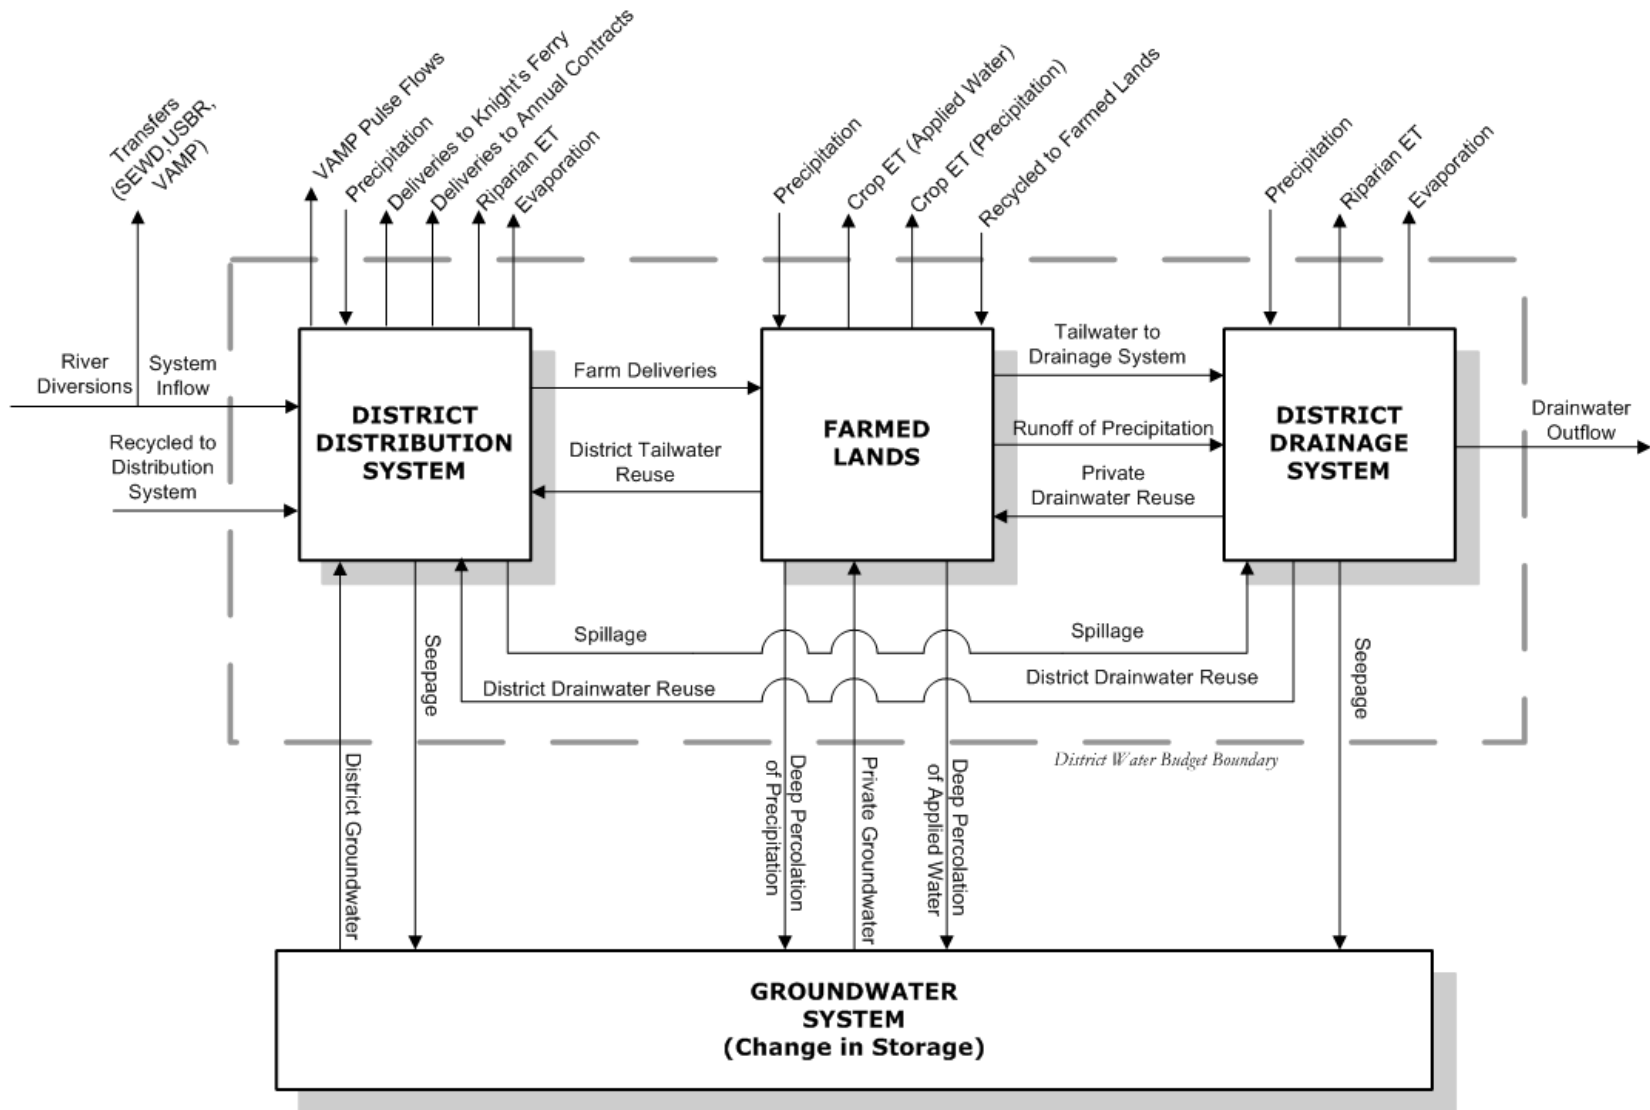 Transfers
(SEWD,USBR,
VAMP)
VAMP Pulse Flows
Precipitation
Deliveries to Knight's Ferry
Deliveries to Annual Contracts
Riparian ET
Evaporation
Precipitation
Crop ET (Applied Water)
Crop ET (Precipitation)
Recycled to Farmed Lands
Precipitation
Riparian ET
Evaporation
River
Diversions
System
Inflow
Recycled to
Distribution
System
DISTRICT
DISTRIBUTION
SYSTEM
Farm Deliveries
District Tailwater
Reuse
FARMED
LANDS
Tailwater to
Drainage System
Runoff of Precipitation
Private
Drainwater Reuse
DISTRICT
DRAINAGE
SYSTEM
Drainwater
Outflow
Spillage
Spillage
District Drainwater Reuse
District Drainwater Reuse
Seepage
Seepage
District Water Budget Boundary
District Groundwater
Deep Percolation
of Precipitation
Private Groundwater
Deep Percolation
of Applied Water
GROUNDWATER
SYSTEM
(Change in Storage)